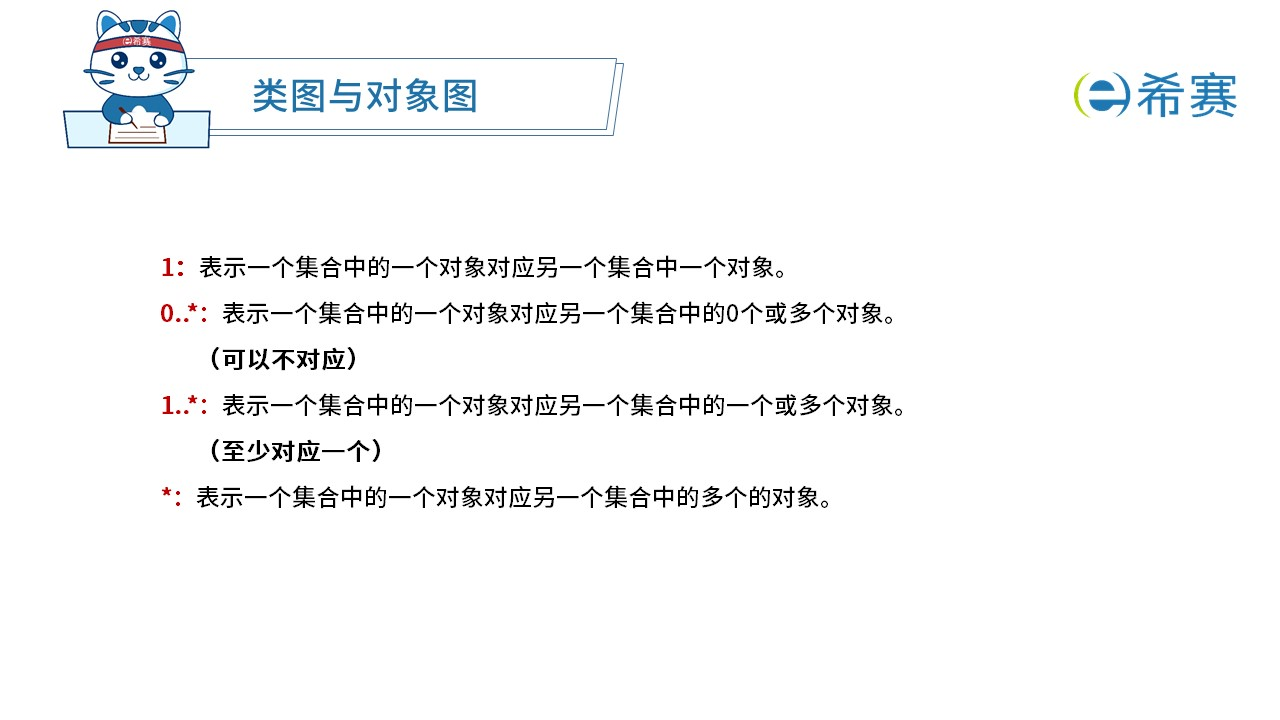 希赛
类图与对象图
希赛
1：表示一个集合中的一个对象对应另一个集合中一个对象。
0..*：表示一个集合中的一个对象对应另一个集合中的0个或多个对象。
（可以不对应）
1..*：表示一个集合中的一个对象对应另一个集合中的一个或多个对象。
（至少对应一个）
*：表示一个集合中的一个对象对应另一个集合中的多个的对象。